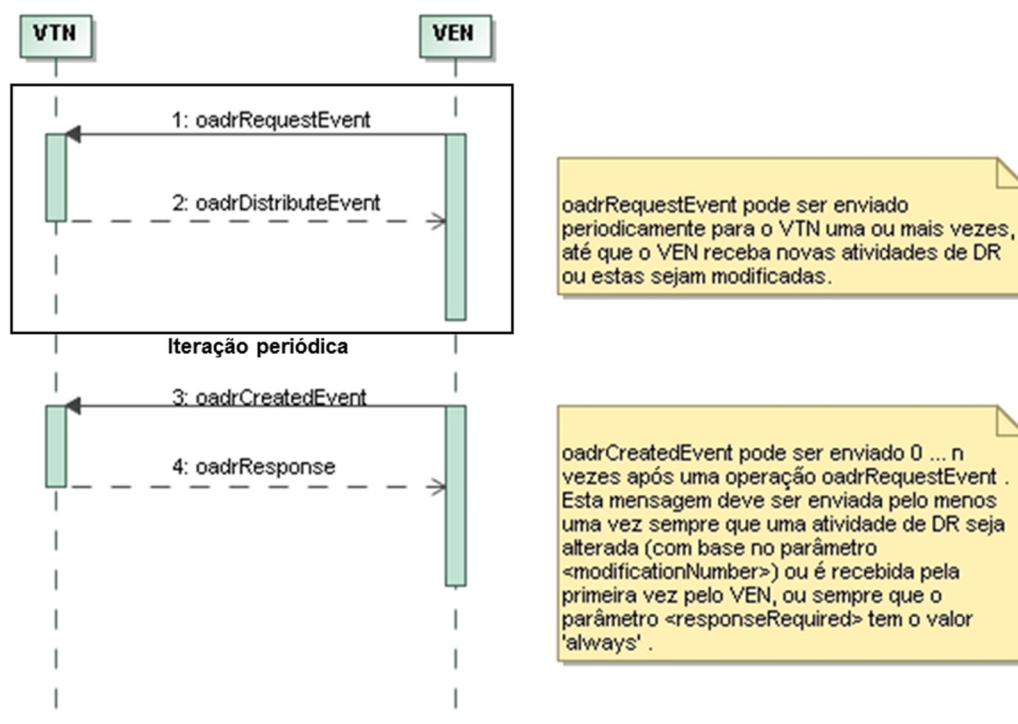 VTN
VEN
1: oadrRequestEvent
2: oadrDistributeEvent
Iteração periódica
3: oadrCreatedEvent
4: oadrResponse
oadrRequestEvent pode ser enviado
periodicamente para o VTN uma ou mais vezes,
até que o VEN receba novas atividades de DR
ou estas sejam modificadas.
oadrCreatedEvent pode ser enviado 0 ... n
vezes após uma operação oadrRequestEvent .
Esta mensagem deve ser enviada pelo menos
uma vez sempre que uma atividade de DR seja
alterada (com base no parâmetro
<modificationNumber>) ou é recebida pela
primeira vez pelo VEN, ou sempre que o
parâmetro <responseRequired> tem o valor
'always' .